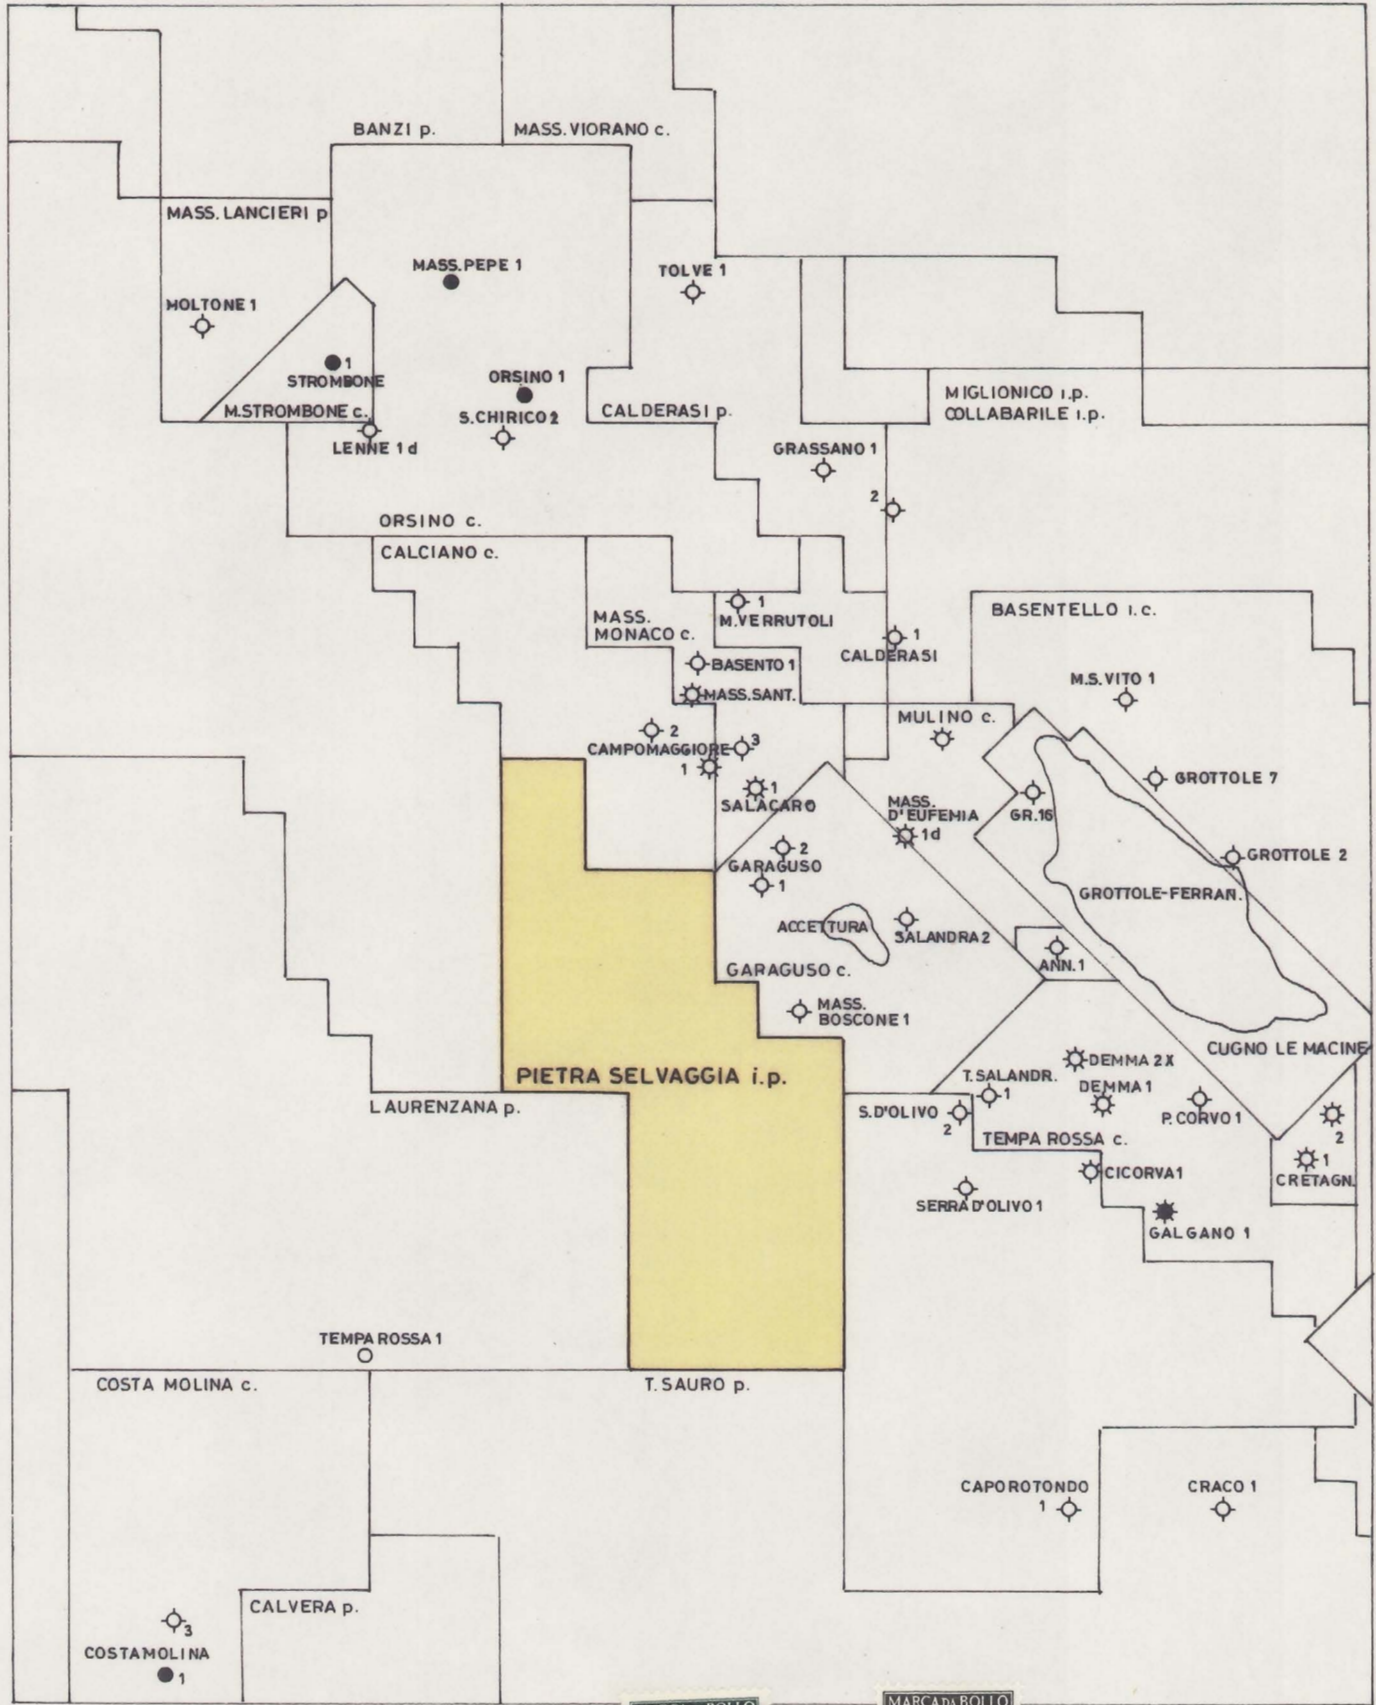 BANZI p.
MASS. VIORANO c.
MASS. LANCIERI p
MASS. PEPE 1
TOLVE 1
MOLTONE 1
1
STROMBONE
ORSINO 1
M.STROMBONE c.
S.CHIRICO 2
CALDERASI p.
MIGLIONICO i.p.
COLLABARILE i.p.
LENNE 1 d
GRASSANO 1
2
ORSINO c.
CALCIANO c.
MASS.
MONACO c.
1
M.VERRUTOLI
BASENTELLO i.c.
1
CALDERASI
BASENTO 1
MASS.SANT.
M.S.VITO 1
MULINO c.
2
CAMPOMAGGIORE
3
1
GROTTOLE 7
1
SALACARO
MASS.
D'EUFEMIA
1d
GR.16
2
GARAGUSO
1
GROTTOLE 2
GROTTOLE-FERRAN.
ACCETTURA
SALANDRA 2
ANN.1
GARAGUSO c.
MASS.
BOSCONE 1
CUGNO LE MACINE
DEMMA 2X
PIETRA SELVAGGIA i.p.
T.SALANDR.
1
DEMMA 1
LAURENZANA p.
S.D'OLIVO
2
P.CORVO 1
2
TEMPA ROSSA c.
1
CRETAGN.
CICORVA 1
SERRA D'OLIVO 1
GALGANO 1
TEMPA ROSSA 1
COSTA MOLINA c.
T. SAURO p.
CAPOROTONDO
1
CRACO 1
CALVERA p.
3
COSTAMOLINA
1
MARCA DA BOLLO